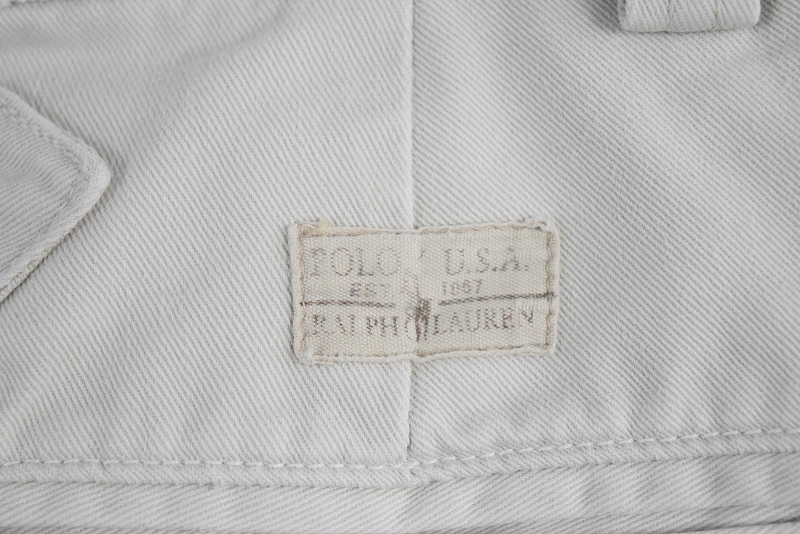 POLO U.S.A.
EST 1967
RALPH LAUREN